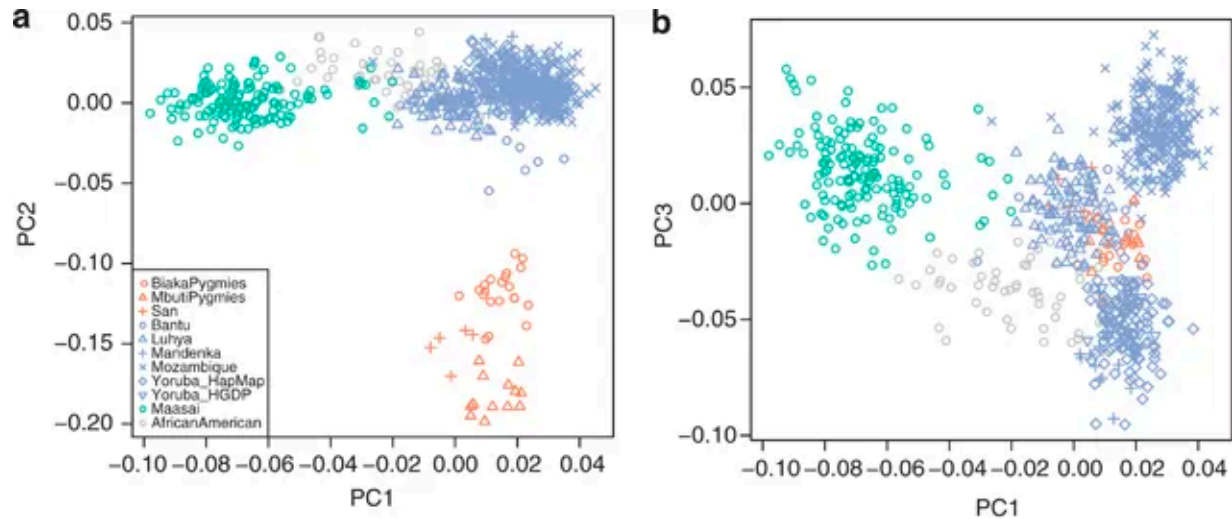 a
0.05
0.00
−0.05
−0.10
−0.15
−0.20
PC2
BiakaPygmies
MbutiPygmies
San
Bantu
Luhya
Mandenka
Mozambique
Yoruba_HapMap
Yoruba_HGDP
Maasai
AfricanAmerican
−0.10 −0.08 −0.06 −0.04 −0.02 0.00 0.02 0.04
PC1
b
0.05
0.00
−0.05
−0.10
PC3
−0.10 −0.08 −0.06 −0.04 −0.02 0.00 0.02 0.04
PC1